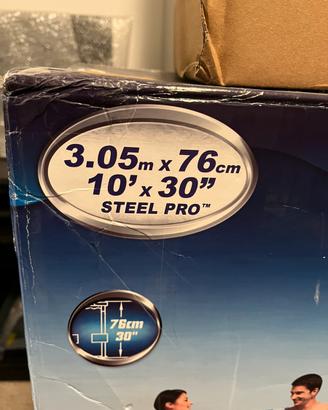 3.05m x 76cm
10' x 30"
STEEL PRO™
76cm
30"